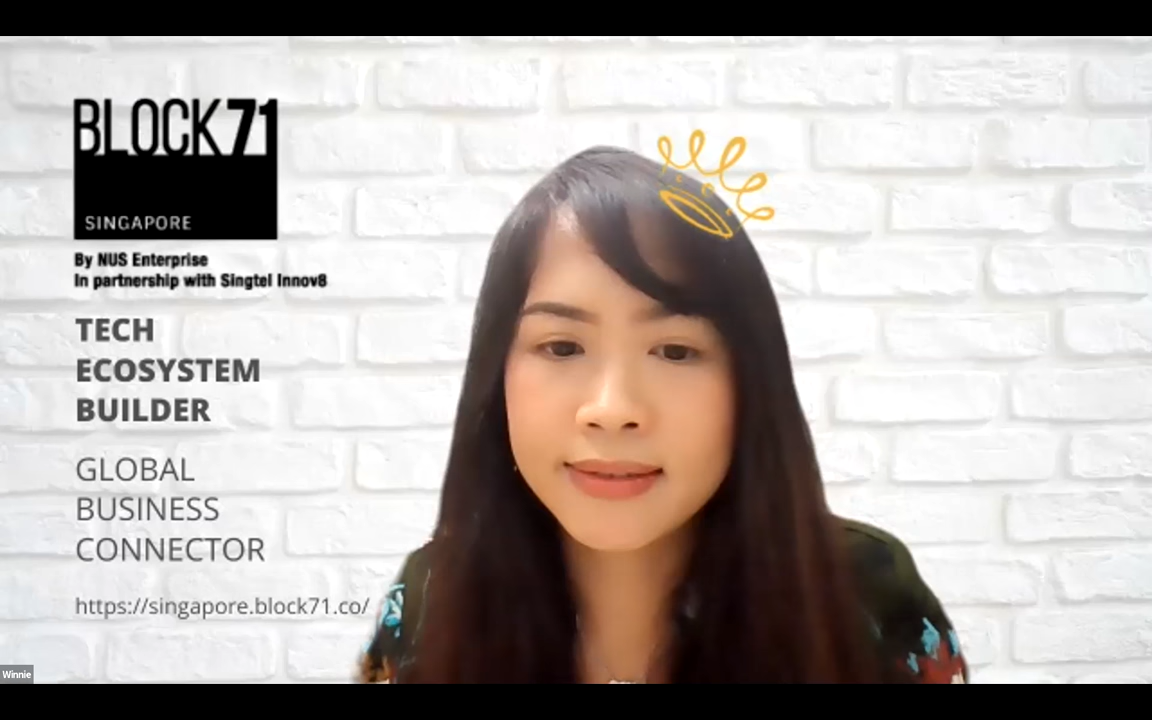 BLOCK71
SINGAPORE
By NUS Enterprise
In partnership with Singtel Innov8
TECH
ECOSYSTEM
BUILDER
GLOBAL
BUSINESS
CONNECTOR
https://singapore.block71.co/
Winnie